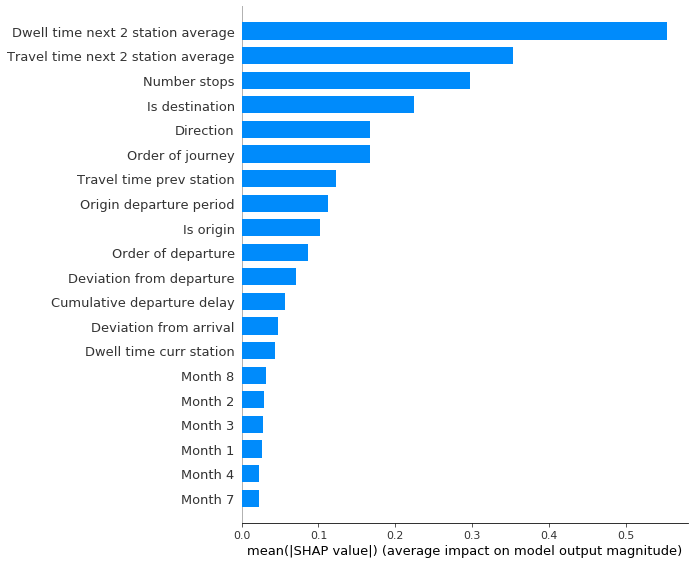 Dwell time next 2 station average
Travel time next 2 station average
Number stops
Is destination
Direction
Order of journey
Travel time prev station
Origin departure period
Is origin
Order of departure
Deviation from departure
Cumulative departure delay
Deviation from arrival
Dwell time curr station
Month 8
Month 2
Month 3
Month 1
Month 4
Month 7
0.0 0.1 0.2 0.3 0.4 0.5
mean(|SHAP value|) (average impact on model output magnitude)